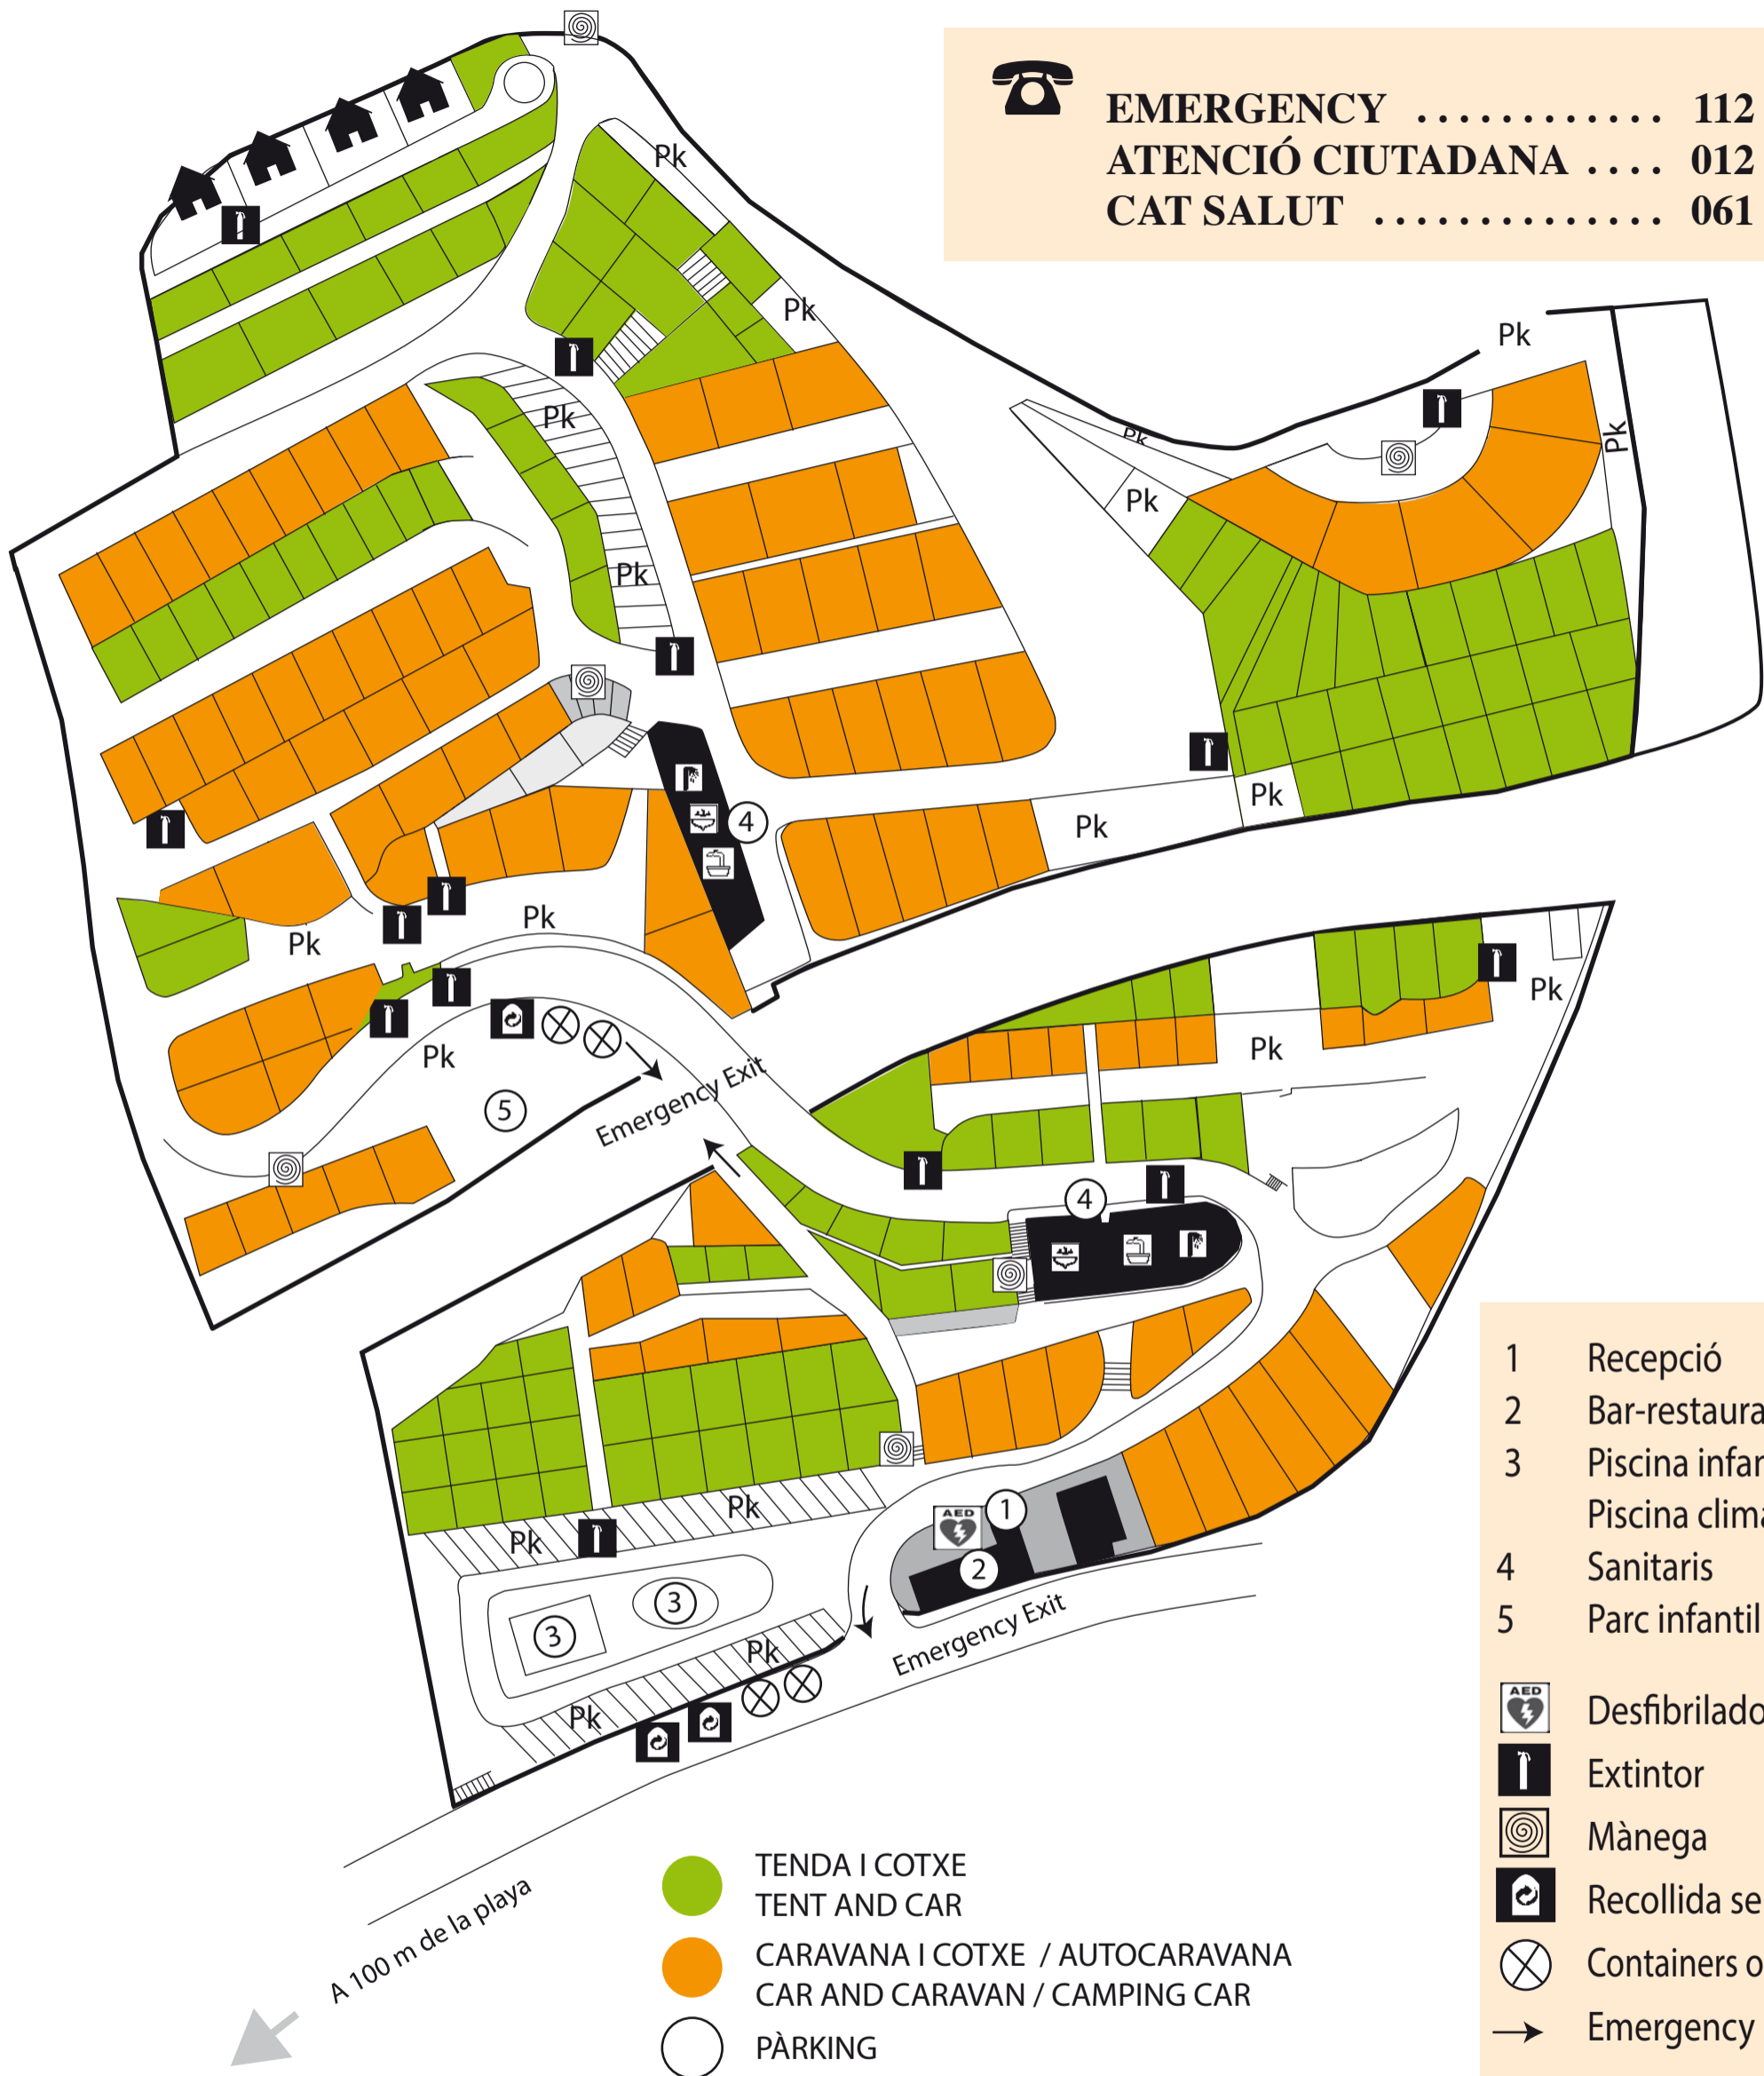 EMERGENCY ............ 112
ATENCIÓ CIUTADANA .... 012
CAT SALUT .............. 061
Pk
Pk
Pk
Pk
Pk
Pk
Pk
Pk
Pk
Pk
4
Pk
Pk
Pk
Pk
Pk
Pk
5
Emergency Exit
4
Pk
Pk
AED
1
2
3
3
Pk
Pk
Emergency Exit
A 100 m de la playa
1 Recepció
2 Bar-restaura
3 Piscina infan
Piscina clima
4 Sanitaris
5 Parc infantil
AED Desfibrilado
Extintor
Mànega
Recollida se
Containers o
Emergency
TENDA I COTXE
TENT AND CAR
CARAVANA I COTXE / AUTOCARAVANA
CAR AND CARAVAN / CAMPING CAR
PÀRKING